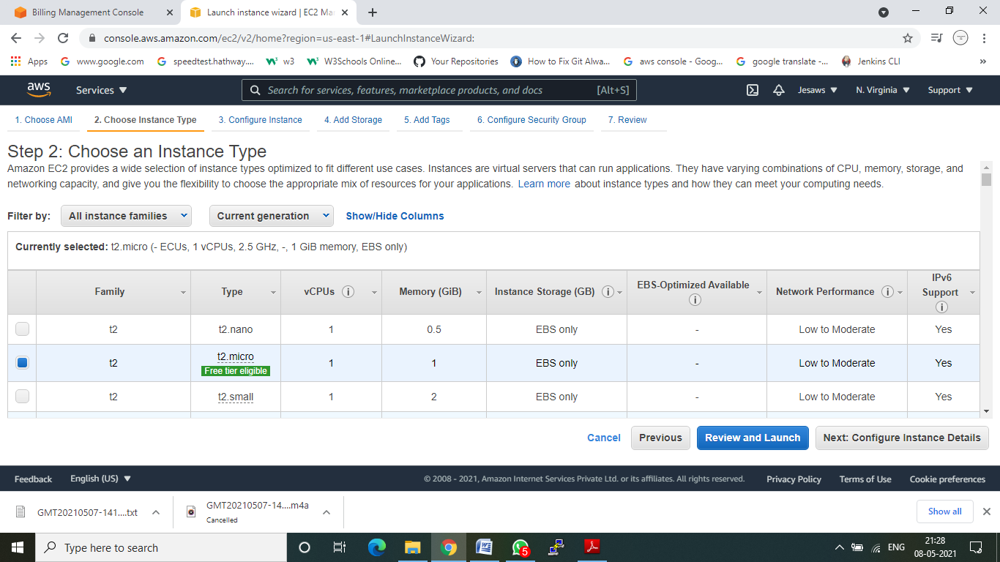 Billing Management Console
Launch instance wizard | EC2 Man
console.aws.amazon.com/ec2/v2/home?region=us-east-1#LaunchInstanceWizard:
Apps www.google.com speedtest.hathway.... w3 W3Schools Online... Your Repositories How to Fix Git Alwa... aws console - Goog... google translate -... Jenkins CLI »
aws Services Search for services, features, marketplace products, and docs [Alt+S] Jesaws N. Virginia Support
1. Choose AMI 2. Choose Instance Type 3. Configure Instance 4. Add Storage 5. Add Tags 6. Configure Security Group 7. Review
Step 2: Choose an Instance Type
Amazon EC2 provides a wide selection of instance types optimized to fit different use cases. Instances are virtual servers that can run applications. They have varying combinations of CPU, memory, storage, and
networking capacity, and give you the flexibility to choose the appropriate mix of resources for your applications. Learn more about instance types and how they can meet your computing needs.
Filter by: All instance families Current generation Show/Hide Columns
Currently selected: t2.micro (- ECUs, 1 vCPUs, 2.5 GHz, -, 1 GiB memory, EBS only)
Family Type vCPUs i Memory (GiB) Instance Storage (GB) i EBS-Optimized Available i Network Performance i IPv6 Support i
t2 t2.nano 1 0.5 EBS only - Low to Moderate Yes
t2 t2.micro Free tier eligible 1 1 EBS only - Low to Moderate Yes
t2 t2.small 1 2 EBS only - Low to Moderate Yes
Cancel Previous Review and Launch Next: Configure Instance Details
Feedback English (US) © 2008 - 2021, Amazon Internet Services Private Ltd. or its affiliates. All rights reserved. Privacy Policy Terms of Use Cookie preferences
GMT20210507-141....txt
GMT20210507-14....m4a
Cancelled
Show all
Type here to search
5
ENG
21:28
08-05-2021